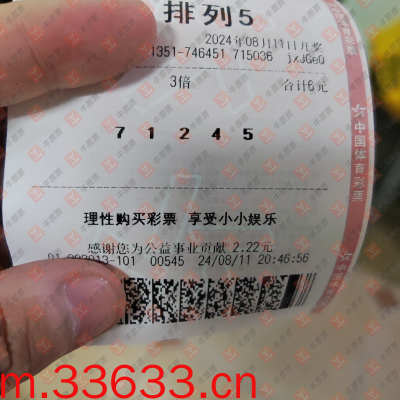 排列5
2024年08月11日开奖
1351-746451 715036 jxJGeO
3倍 合计6元
7 1 2 4 5
理性购买彩票 享受小小娱乐
感谢您为公益事业贡献 2.22元
-101 00545 24/08/11 20:46:56
中国体育彩票
m.33633.cn